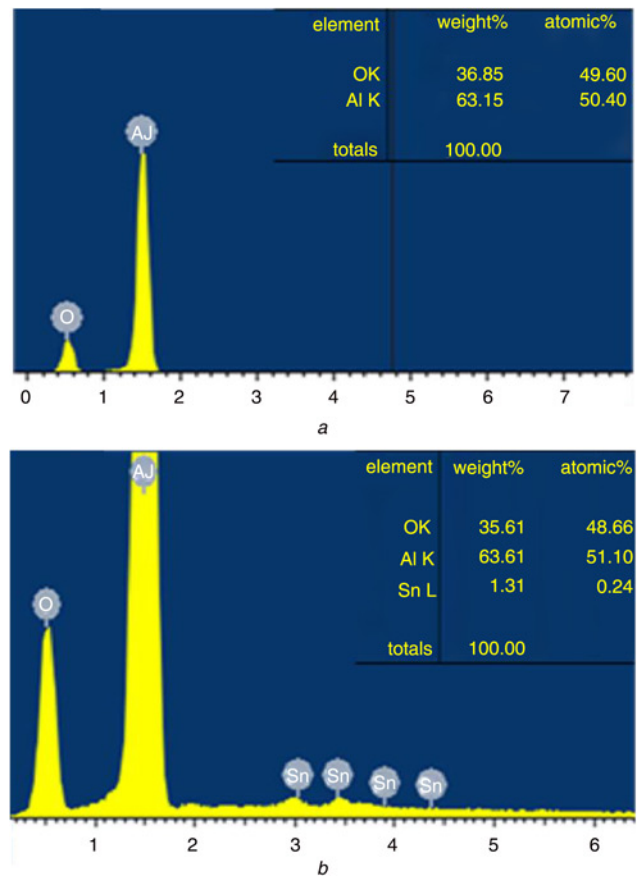 element weight% atomic%
OK 36.85 49.60
Al K 63.15 50.40
totals 100.00
AJ
O
0 1 2 3 4 5 6 7
a
element weight% atomic%
AJ
OK 35.61 48.66
Al K 63.61 51.10
Sn L 1.31 0.24
O
totals 100.00
Sn Sn Sn Sn
1 2 3 4 5 6
b